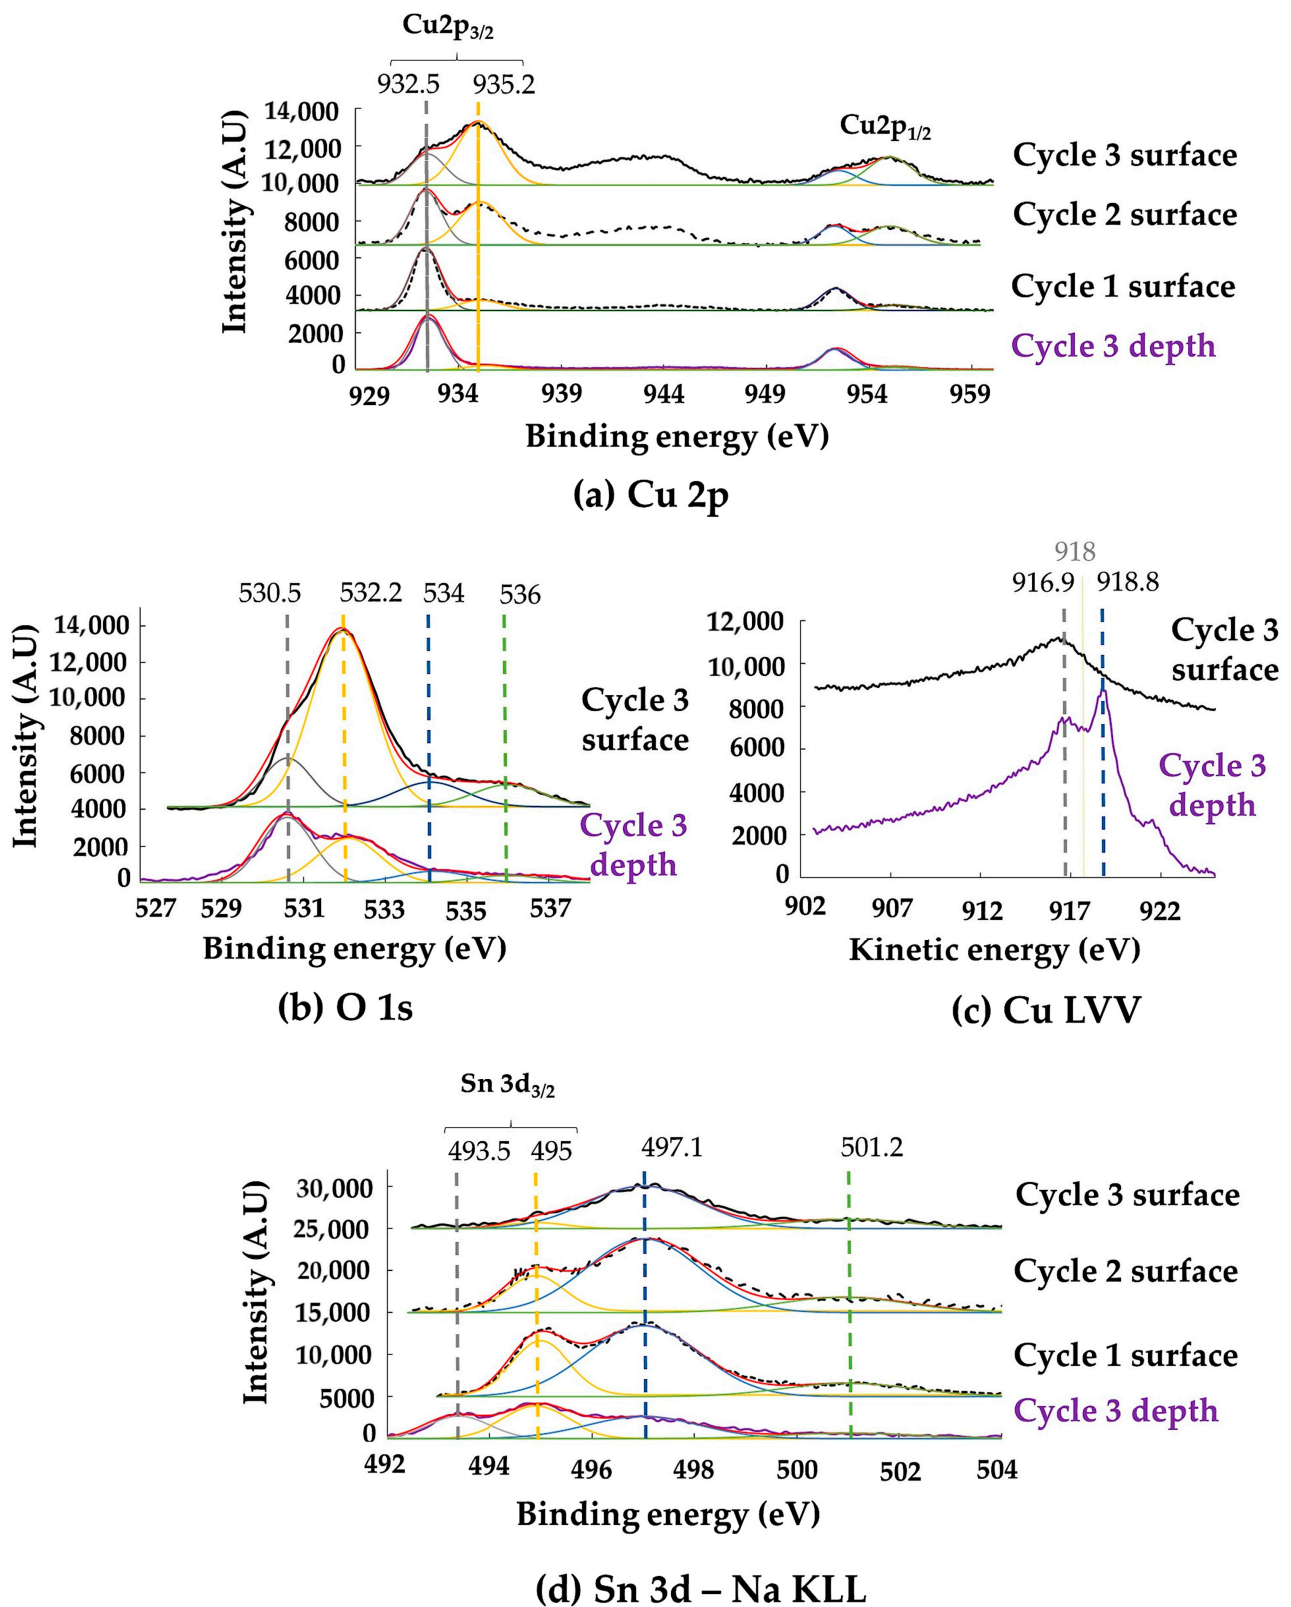 Cu2p3/2
932.5 935.2
Cu2p1/2
Intensity (A.U)
14,000
12,000
10,000
8000
6000
4000
2000
0
Cycle 3 surface
Cycle 2 surface
Cycle 1 surface
Cycle 3 depth
929 934 939 944 949 954 959
Binding energy (eV)
(a) Cu 2p
530.5 532.2 534 536
Intensity (A.U)
14,000
12,000
10,000
8000
6000
4000
2000
0
Cycle 3
surface
Cycle 3
depth
527 529 531 533 535 537
Binding energy (eV)
(b) O 1s
918
916.9 918.8
12,000
10,000
8000
6000
4000
2000
0
Cycle 3
surface
Cycle 3
depth
902 907 912 917 922
Kinetic energy (eV)
(c) Cu LVV
Sn 3d3/2
493.5 495 497.1 501.2
Intensity (A.U)
30,000
25,000
20,000
15,000
10,000
5000
0
Cycle 3 surface
Cycle 2 surface
Cycle 1 surface
Cycle 3 depth
492 494 496 498 500 502 504
Binding energy (eV)
(d) Sn 3d – Na KLL